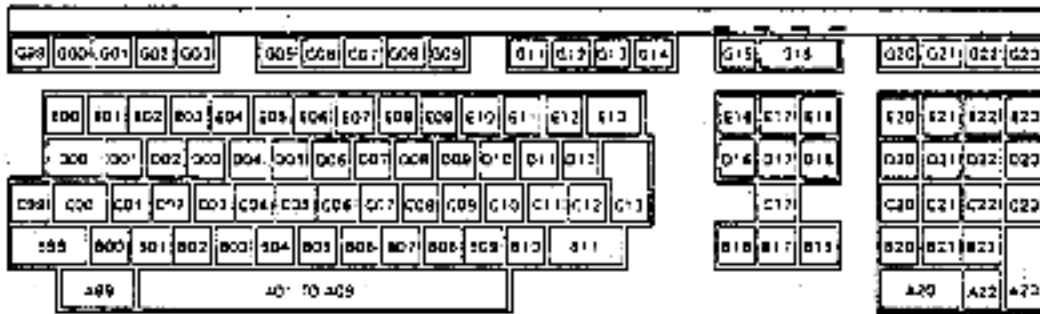 G99 G00 G01 G02 G03 G05 G06 G07 G08 G09 G11 G12 G13 G14 G15 G16 G20 G21 G22 G23
E00 E01 E02 E03 E04 E05 E06 E07 E08 E09 E10 E11 E12 E13 E16 E17 E18 E20 E21 E22 E23
D00 D01 D02 D03 D04 D05 D06 D07 D08 D09 D10 D11 D12 D16 D17 D18 D20 D21 D22 D23
C99 C00 C01 C02 C03 C04 C05 C06 C07 C08 C09 C10 C11 C12 C13 C17 C20 C21 C22 C23
B99 B00 B01 B02 B03 B04 B05 B06 B07 B08 B09 B10 B11 B16 B17 B18 B20 B21 B22
A99 A01 TO A09 A20 A22 A23